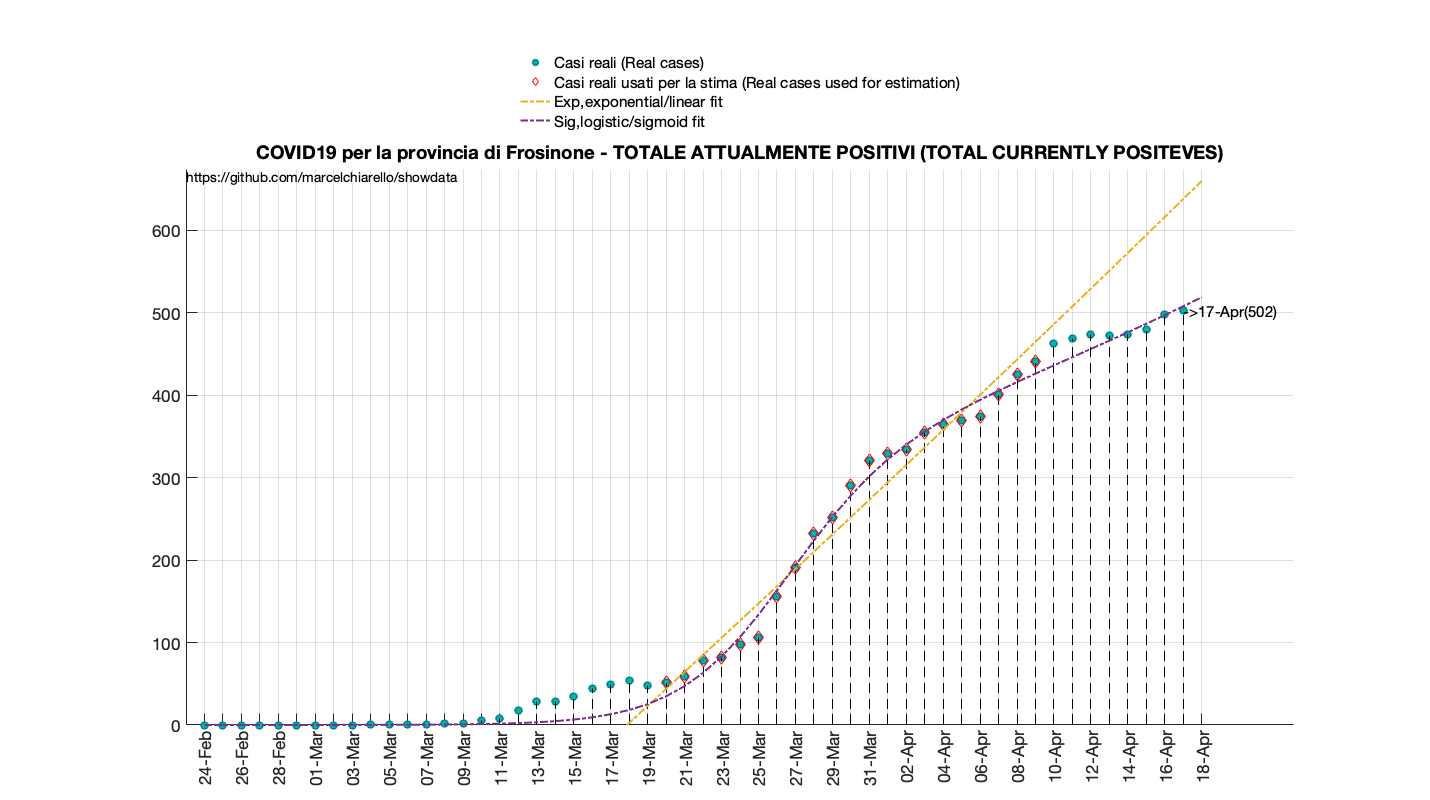 Casi reali (Real cases)
Casi reali usati per la stima (Real cases used for estimation)
Exp,exponential/linear fit
Sig,logistic/sigmoid fit
COVID19 per la provincia di Frosinone - TOTALE ATTUALMENTE POSITIVI (TOTAL CURRENTLY POSITEVES)
https://github.com/marcelchiarello/showdata
600
500
>17-Apr(502)
400
300
200
100
0
24-Feb
26-Feb
28-Feb
01-Mar
03-Mar
05-Mar
07-Mar
09-Mar
11-Mar
13-Mar
15-Mar
17-Mar
19-Mar
21-Mar
23-Mar
25-Mar
27-Mar
29-Mar
31-Mar
02-Apr
04-Apr
06-Apr
08-Apr
10-Apr
12-Apr
14-Apr
16-Apr
18-Apr